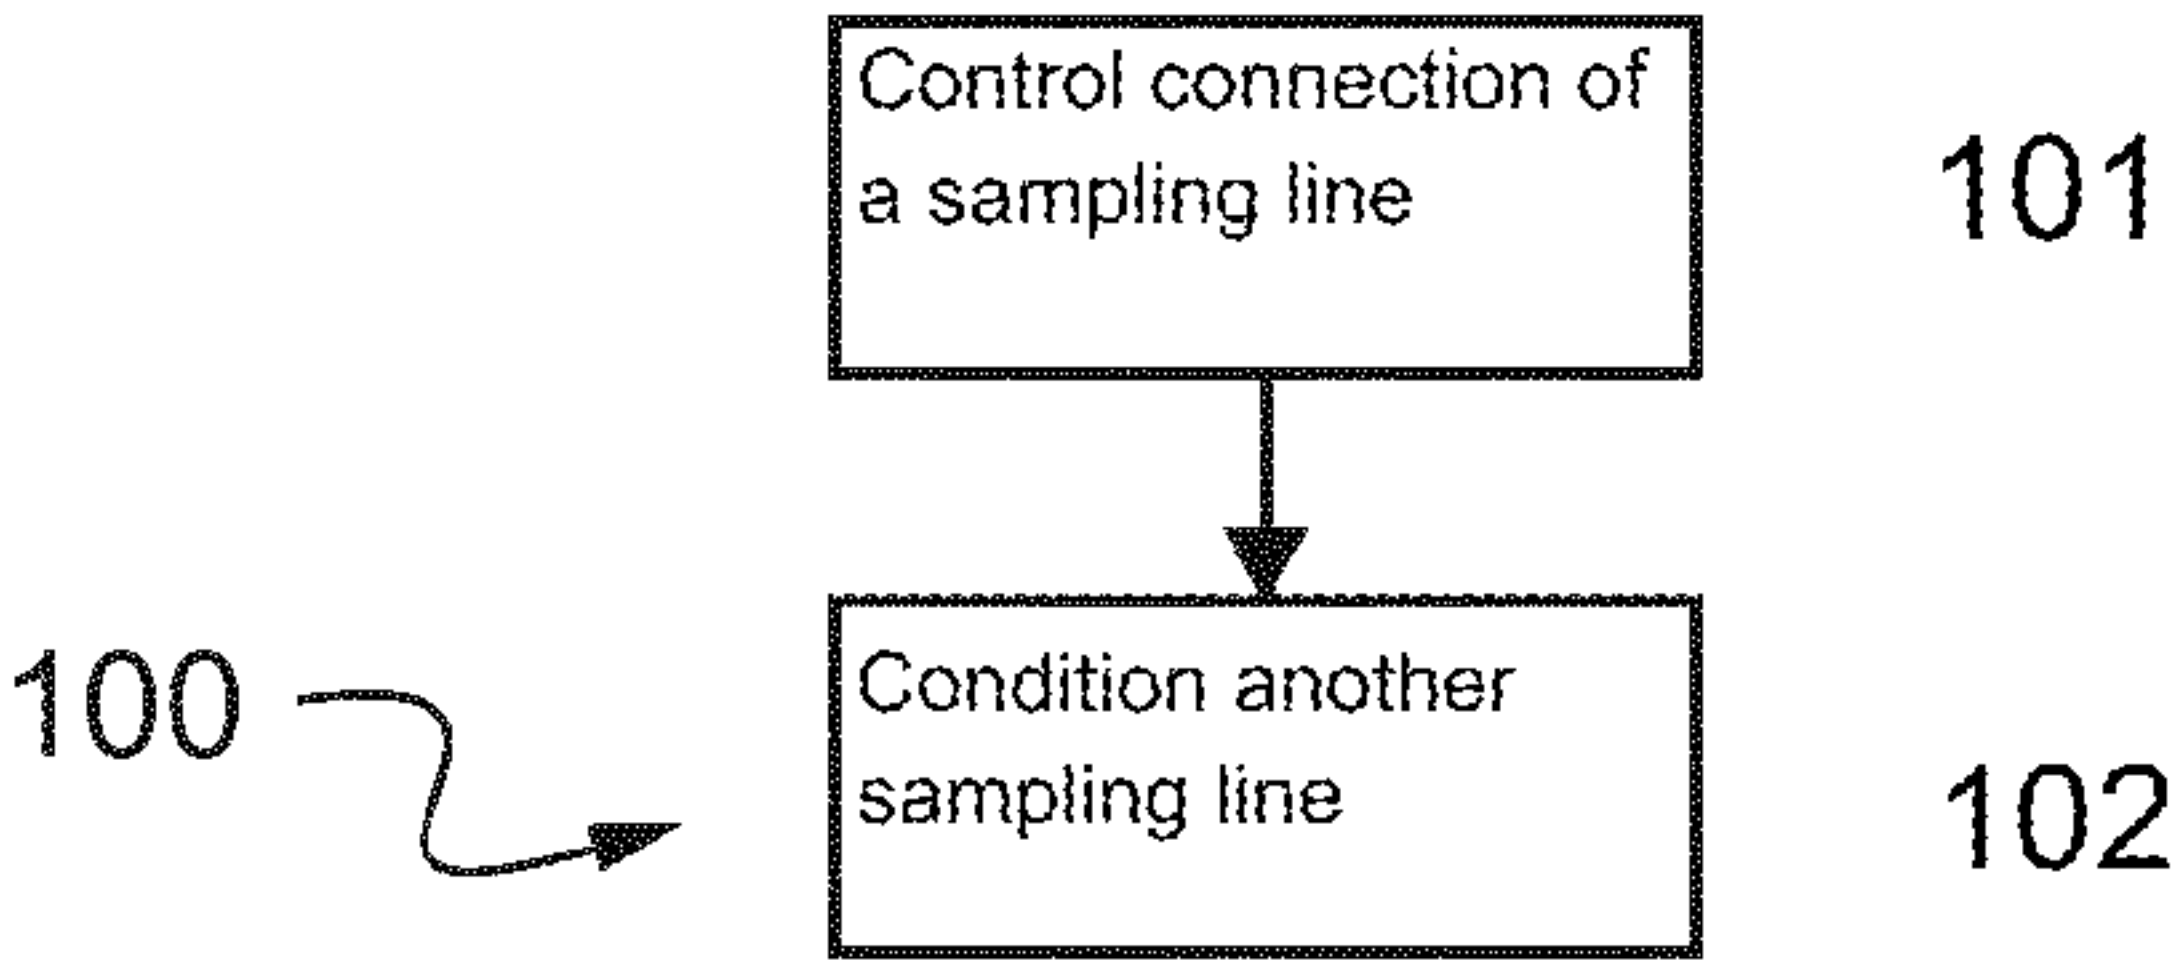 Control connection of
a sampling line
101
100
Condition another
sampling line
102